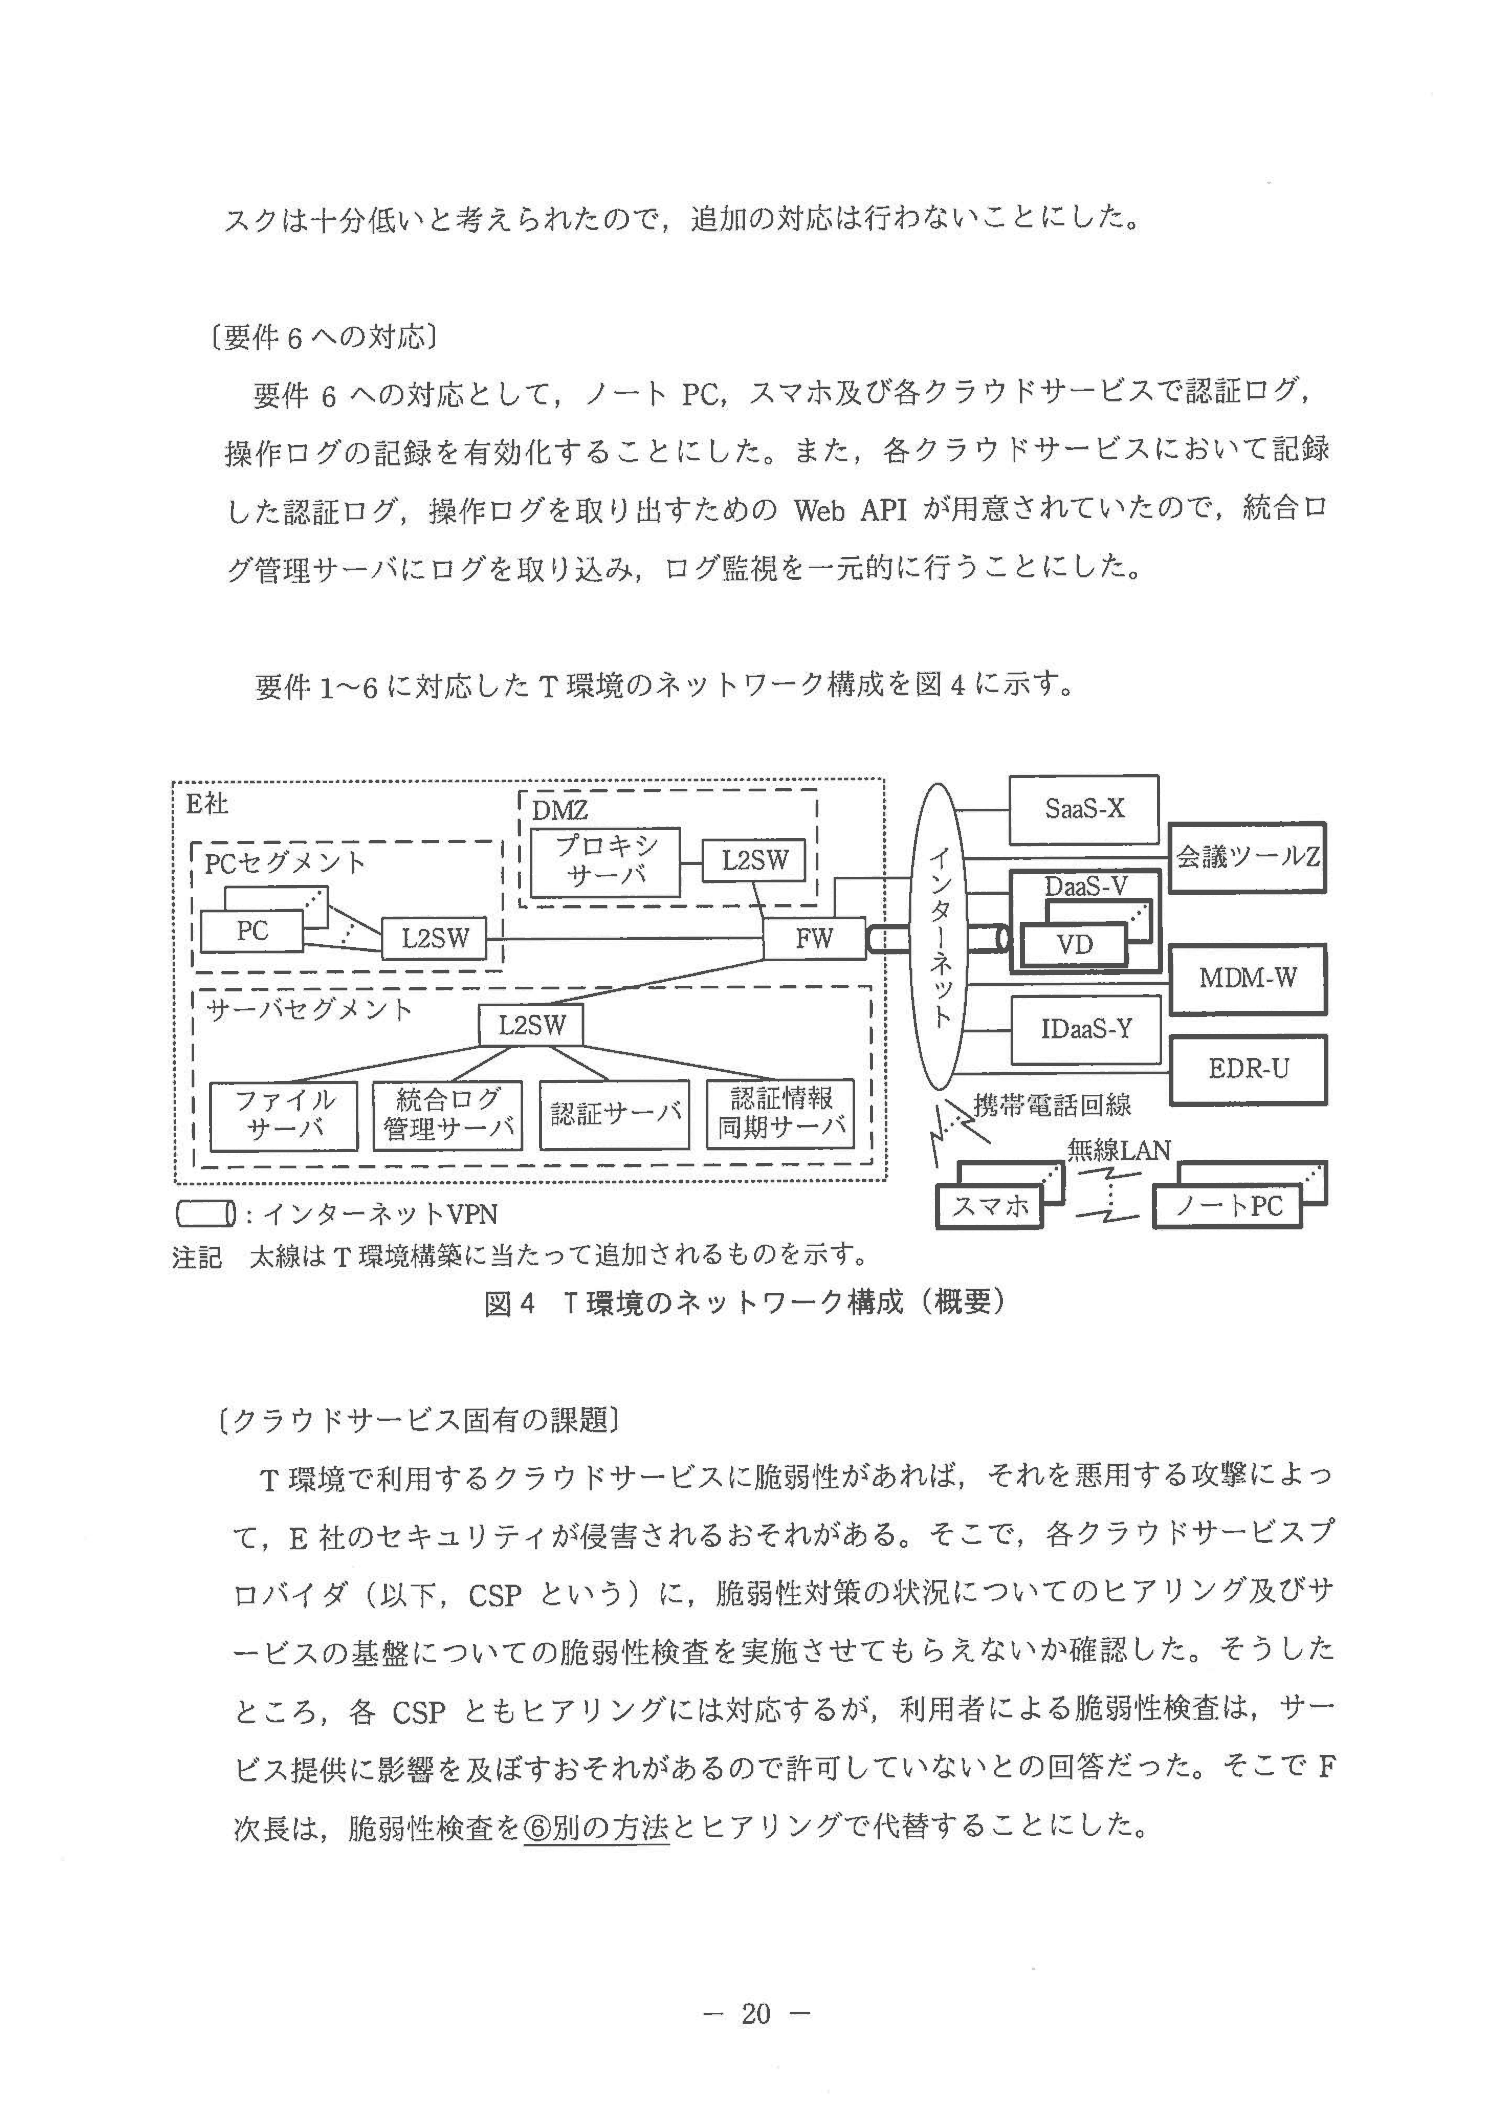 スクは十分低いと考えられたので，追加の対応は行わないことにした。
〔要件 6 への対応〕
要件 6 への対応として，ノート PC，スマホ及び各クラウドサービスで認証ログ，
操作ログの記録を有効化することにした。また，各クラウドサービスにおいて記録
した認証ログ，操作ログを取り出すための Web API が用意されていたので，統合ロ
グ管理サーバにログを取り込み，ログ監視を一元的に行うことにした。
要件 1～6 に対応した T 環境のネットワーク構成を図 4 に示す。
E社
DMZ
プロキシ
サーバ
L2SW
PCセグメント
PC
L2SW
FW
サーバセグメント
L2SW
ファイル
サーバ
統合ログ
管理サーバ
認証サーバ
認証情報
同期サーバ
インターネット
SaaS-X
会議ツールZ
DaaS-V
VD
MDM-W
IDaaS-Y
EDR-U
携帯電話回線
無線LAN
スマホ
ノートPC
：インターネットVPN
注記 太線は T 環境構築に当たって追加されるものを示す。
図 4 T 環境のネットワーク構成（概要）
〔クラウドサービス固有の課題〕
T 環境で利用するクラウドサービスに脆弱性があれば，それを悪用する攻撃によっ
て，E 社のセキュリティが侵害されるおそれがある。そこで，各クラウドサービスプ
ロバイダ（以下，CSP という）に，脆弱性対策の状況についてのヒアリング及びサ
ービスの基盤についての脆弱性検査を実施させてもらえないか確認した。そうした
ところ，各 CSP ともヒアリングには対応するが，利用者による脆弱性検査は，サー
ビス提供に影響を及ぼすおそれがあるので許可していないとの回答だった。そこで F
次長は，脆弱性検査を⑥別の方法とヒアリングで代替することにした。
－ 20 －